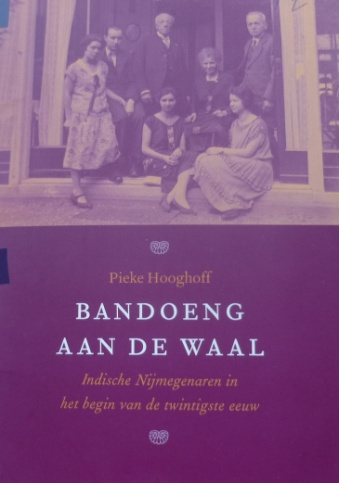 Pieke Hooghoff
BANDOENG
AAN DE WAAL
Indische Nijmegenaren in
het begin van de twintigste eeuw